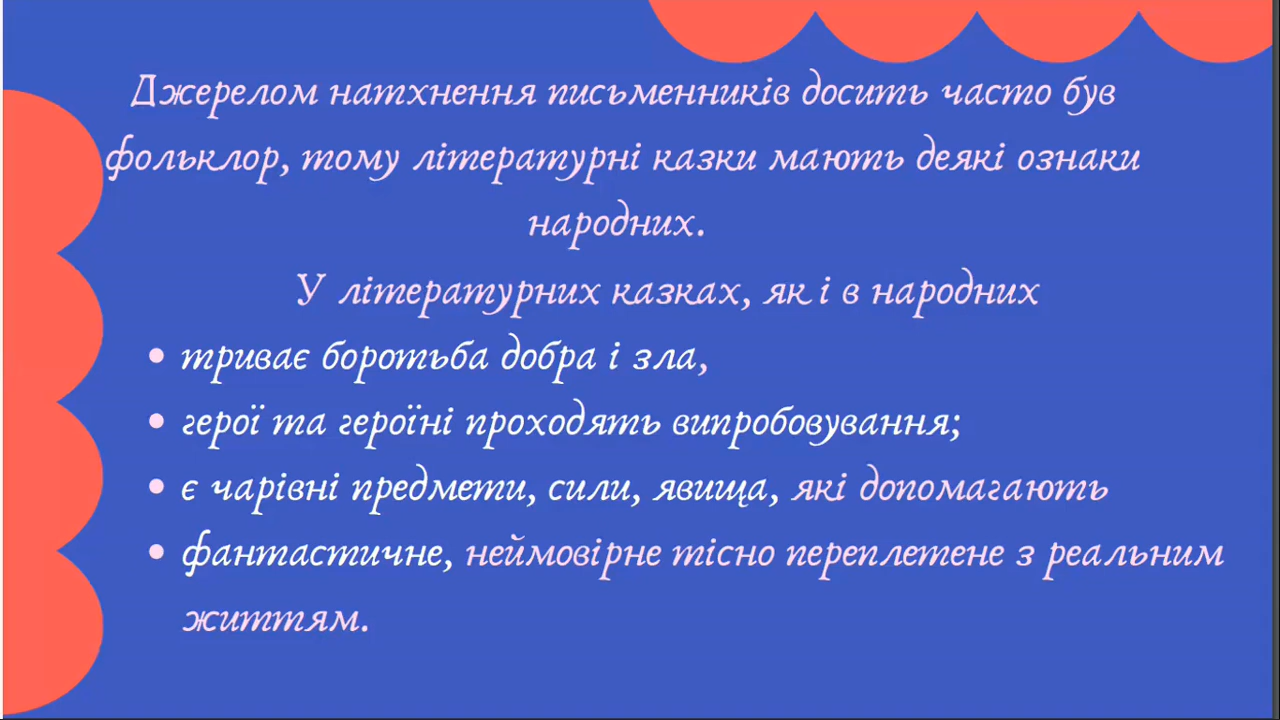 Джерелом натхнення письменників досить часто був
фольклор, тому літературні казки мають деякі ознаки
народних.
У літературних казках, як і в народних
• триває боротьба добра і зла,
• герої та героїні проходять випробовування;
• є чарівні предмети, сили, явища, які допомагають
• фантастичне, неймовірне тісно переплетене з реальним
життям.